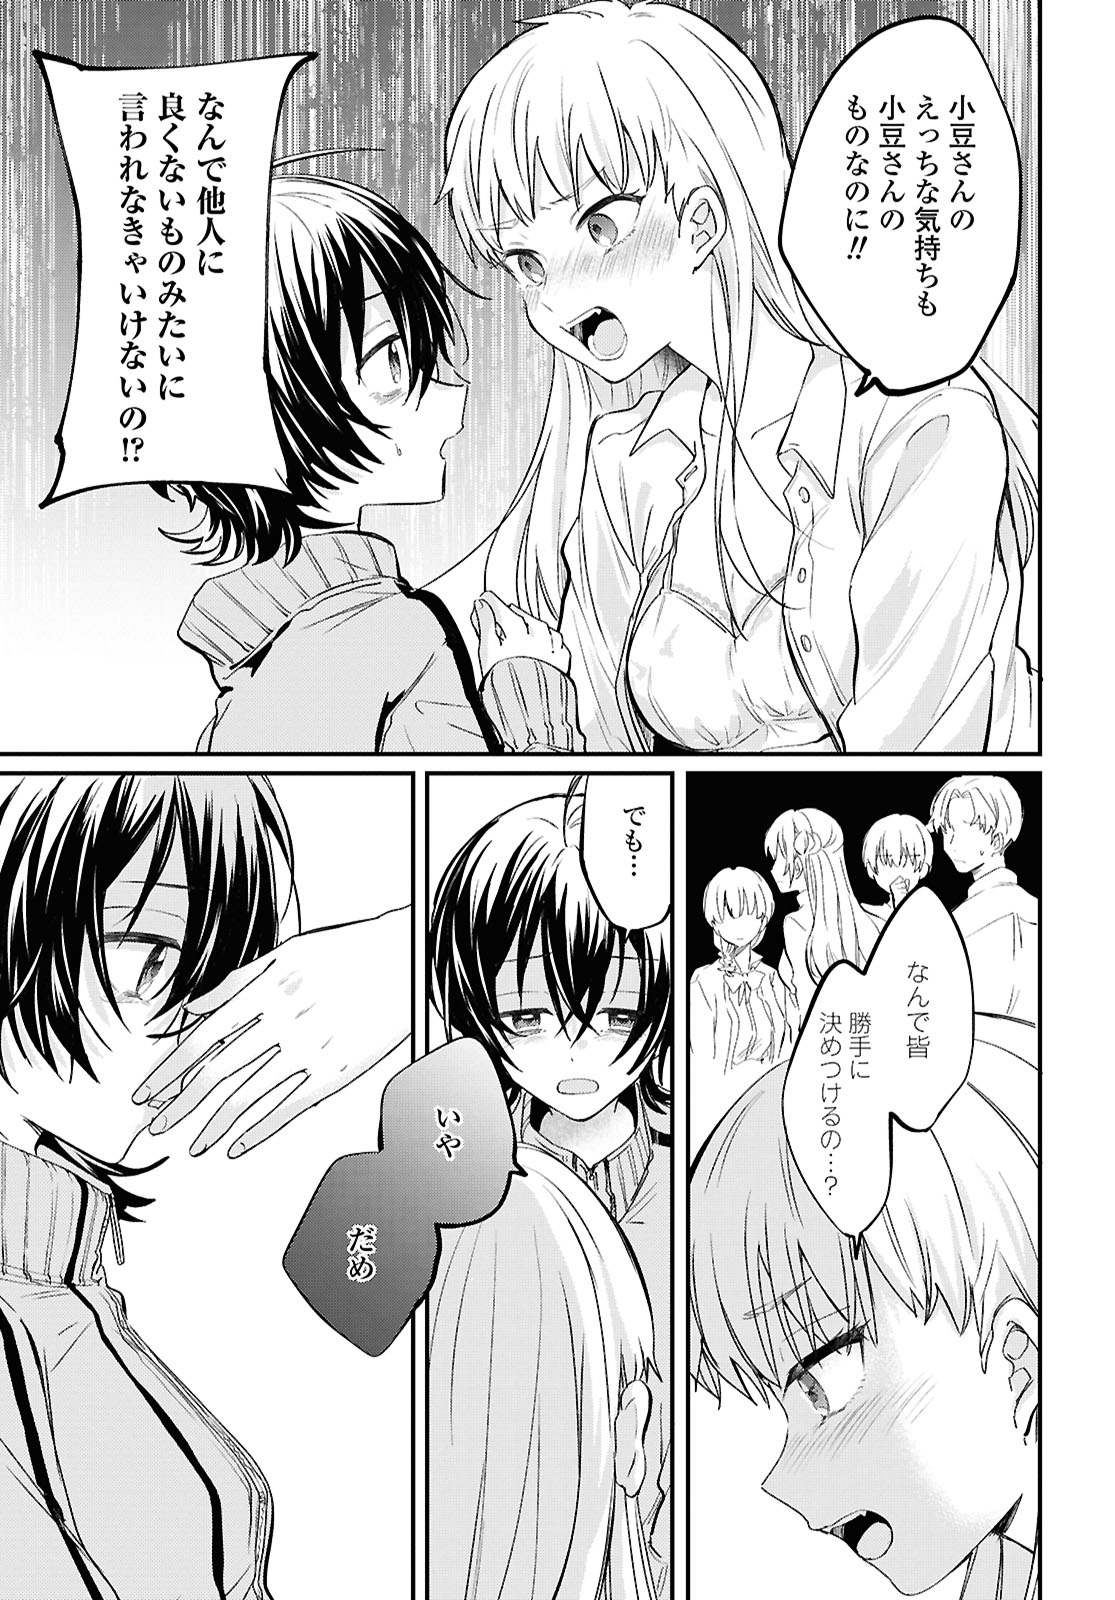 小豆さんの
えっちな気持ちも
小豆さんの
ものなのに!!
なんで他人に
良くないものみたいに
言われなきゃいけないの!?
なんで皆
勝手に
決めつけるの…?
でも…
いや
だめ